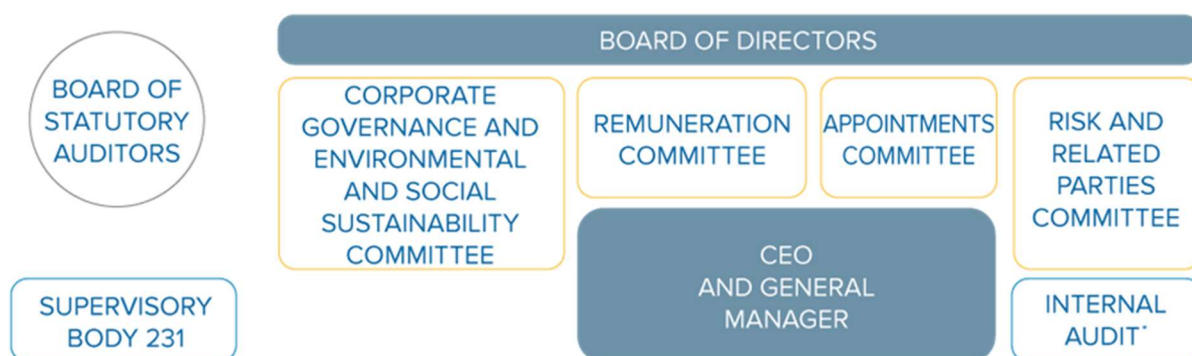 BOARD OF DIRECTORS
BOARD OF
STATUTORY
AUDITORS
CORPORATE
GOVERNANCE AND
ENVIRONMENTAL
AND SOCIAL
SUSTAINABILITY
COMMITTEE
REMUNERATION
COMMITTEE
APPOINTMENTS
COMMITTEE
RISK AND
RELATED
PARTIES
COMMITTEE
CEO
AND GENERAL
MANAGER
SUPERVISORY
BODY 231
INTERNAL
AUDIT*